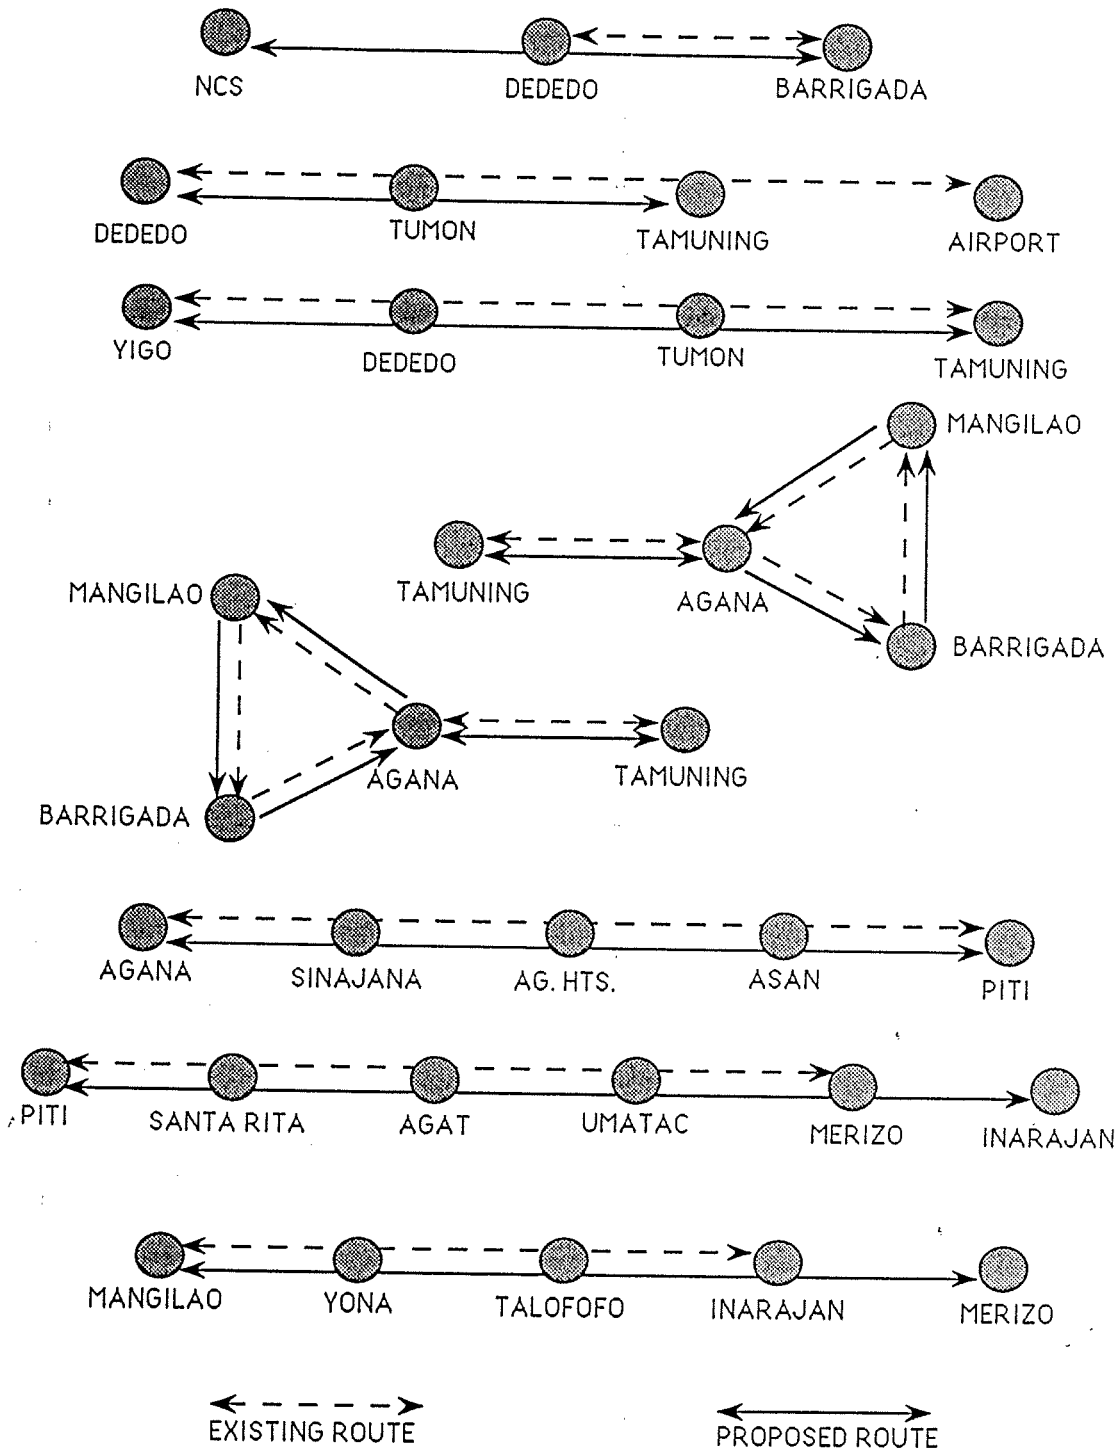 NCS
DEDEDO
BARRIGADA
DEDEDO
TUMON
TAMUNING
AIRPORT
YIGO
DEDEDO
TUMON
TAMUNING
MANGILAO
TAMUNING
AGANA
BARRIGADA
MANGILAO
AGANA
TAMUNING
BARRIGADA
AGANA
SINAJANA
AG. HTS.
ASAN
PITI
PITI
SANTA RITA
AGAT
UMATAC
MERIZO
INARAJAN
MANGILAO
YONA
TALOFOFO
INARAJAN
MERIZO
EXISTING ROUTE
PROPOSED ROUTE